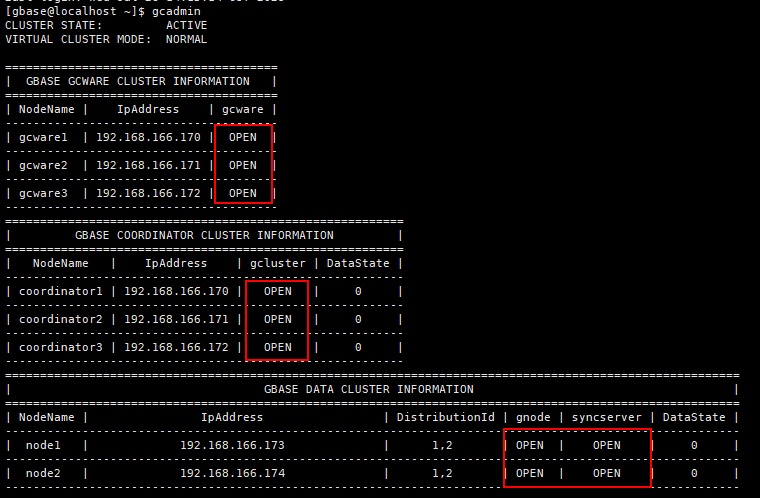 [gbase@localhost ~]$ gcadmin
CLUSTER STATE:         ACTIVE
VIRTUAL CLUSTER MODE:  NORMAL
=======================================
|  GBASE GCWARE CLUSTER INFORMATION   |
=======================================
| NodeName |    IpAddress    | gcware |
---------------------------------------
| gcware1  | 192.168.166.170 |  OPEN  |
---------------------------------------
| gcware2  | 192.168.166.171 |  OPEN  |
---------------------------------------
| gcware3  | 192.168.166.172 |  OPEN  |
---------------------------------------
=========================================================
|         GBASE COORDINATOR CLUSTER INFORMATION         |
=========================================================
|   NodeName   |    IpAddress    | gcluster | DataState |
---------------------------------------------------------
| coordinator1 | 192.168.166.170 |   OPEN   |     0     |
---------------------------------------------------------
| coordinator2 | 192.168.166.171 |   OPEN   |     0     |
---------------------------------------------------------
| coordinator3 | 192.168.166.172 |   OPEN   |     0     |
---------------------------------------------------------
=========================================================================================================
|                                    GBASE DATA CLUSTER INFORMATION                                     |
=========================================================================================================
| NodeName |                IpAddress                 | DistributionId | gnode | syncserver | DataState |
---------------------------------------------------------------------------------------------------------
|  node1   |             192.168.166.173              |      1,2       | OPEN  |    OPEN    |     0     |
---------------------------------------------------------------------------------------------------------
|  node2   |             192.168.166.174              |      1,2       | OPEN  |    OPEN    |     0     |
---------------------------------------------------------------------------------------------------------